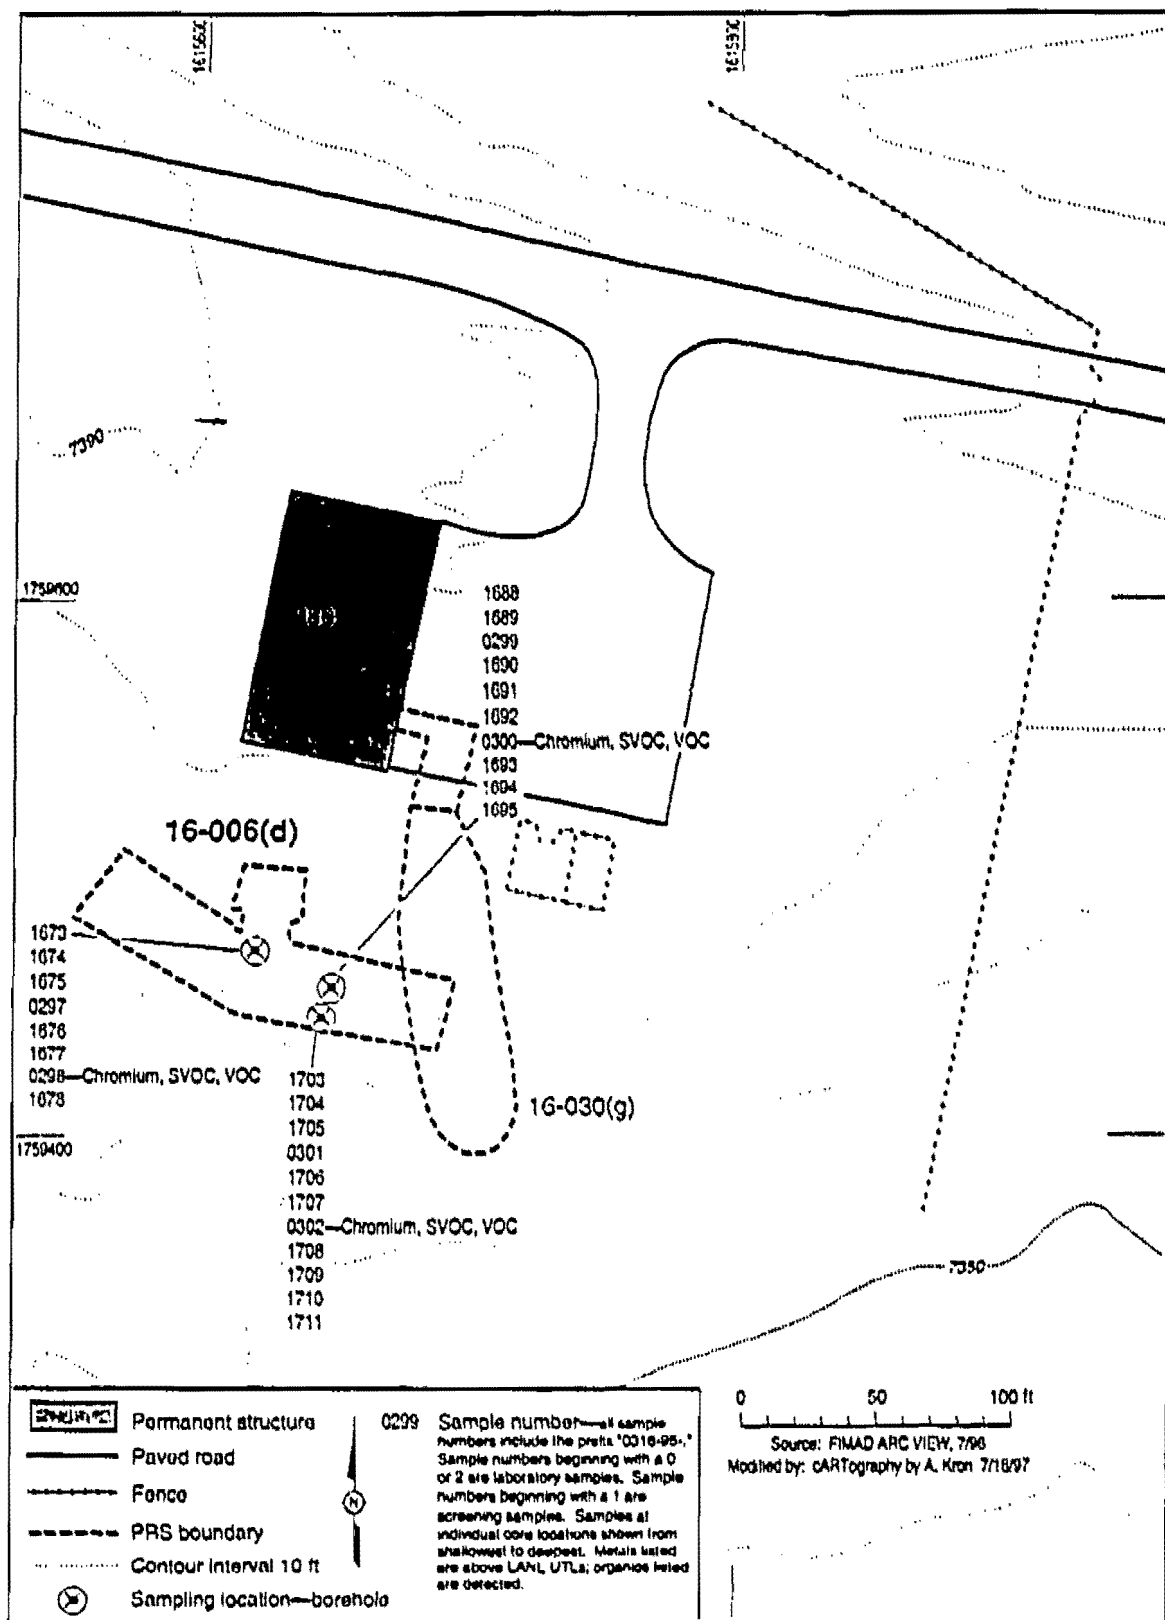 1615600
7390
1759600
1688
1689
0299
1690
1691
1692
0300—Chromium, SVOC, VOC
1693
1694
1695
16-006(d)
1673
1674
1675
0297
1676
1677
0298—Chromium, SVOC, VOC
1678
1759400
1703
1704
1705
0301
1706
1707
0302—Chromium, SVOC, VOC
1708
1709
1710
1711
16-030(g)
7350
Permanent structure
Paved road
Fence
PRS boundary
Contour interval 10 ft
Sampling location—borehole
N
0299 Sample number—all sample
numbers include the prefix "0316-95-."
Sample numbers beginning with a 0
or 2 are laboratory samples. Sample
numbers beginning with a 1 are
screening samples. Samples at
individual core locations shown from
shallowest to deepest. Metals listed
are above LANL UTLs; organics listed
are detected.
0 50 100 ft
Source: FIMAD ARC VIEW, 7/96
Modified by: cARTography by A. Kron 7/18/97